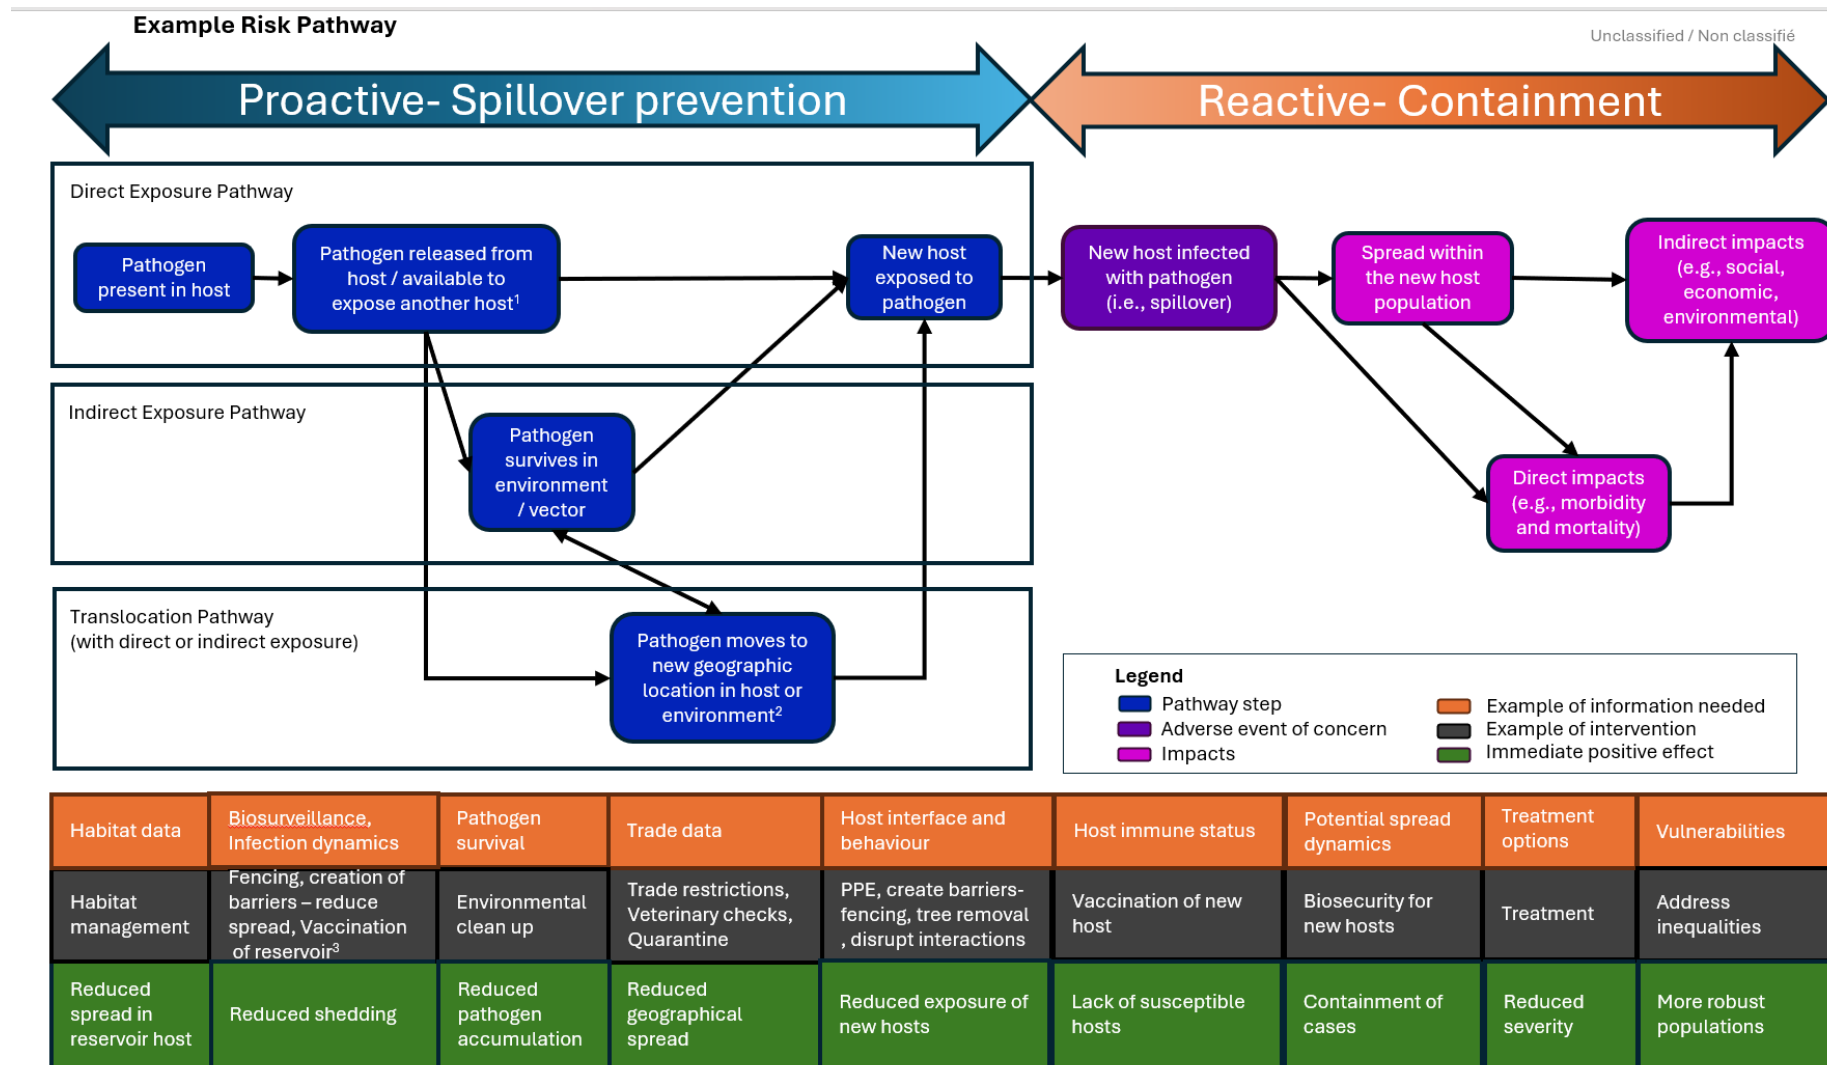 Example Risk Pathway
Unclassified / Non classifié
Proactive- Spillover prevention
Reactive- Containment
Direct Exposure Pathway
Pathogen
present in host
Pathogen released from
host / available to
expose another host¹
New host
exposed to
pathogen
New host infected
with pathogen
(i.e., spillover)
Spread within
the new host
population
Indirect impacts
(e.g., social,
economic,
environmental)
Indirect Exposure Pathway
Pathogen
survives in
environment
/ vector
Direct impacts
(e.g., morbidity
and mortality)
Translocation Pathway
(with direct or indirect exposure)
Pathogen moves to
new geographic
location in host or
environment²
Legend
Pathway step
Adverse event of concern
Impacts
Example of information needed
Example of intervention
Immediate positive effect
Habitat data
Biosurveillance,
Infection dynamics
Pathogen
survival
Trade data
Host interface and
behaviour
Host immune status
Potential spread
dynamics
Treatment
options
Vulnerabilities
Habitat
management
Fencing, creation of
barriers – reduce
spread, Vaccination
of reservoir³
Environmental
clean up
Trade restrictions,
Veterinary checks,
Quarantine
PPE, create barriers-
fencing, tree removal
, disrupt interactions
Vaccination of new
host
Biosecurity for
new hosts
Treatment
Address
inequalities
Reduced
spread in
reservoir host
Reduced shedding
Reduced
pathogen
accumulation
Reduced
geographical
spread
Reduced exposure of
new hosts
Lack of susceptible
hosts
Containment of
cases
Reduced
severity
More robust
populations